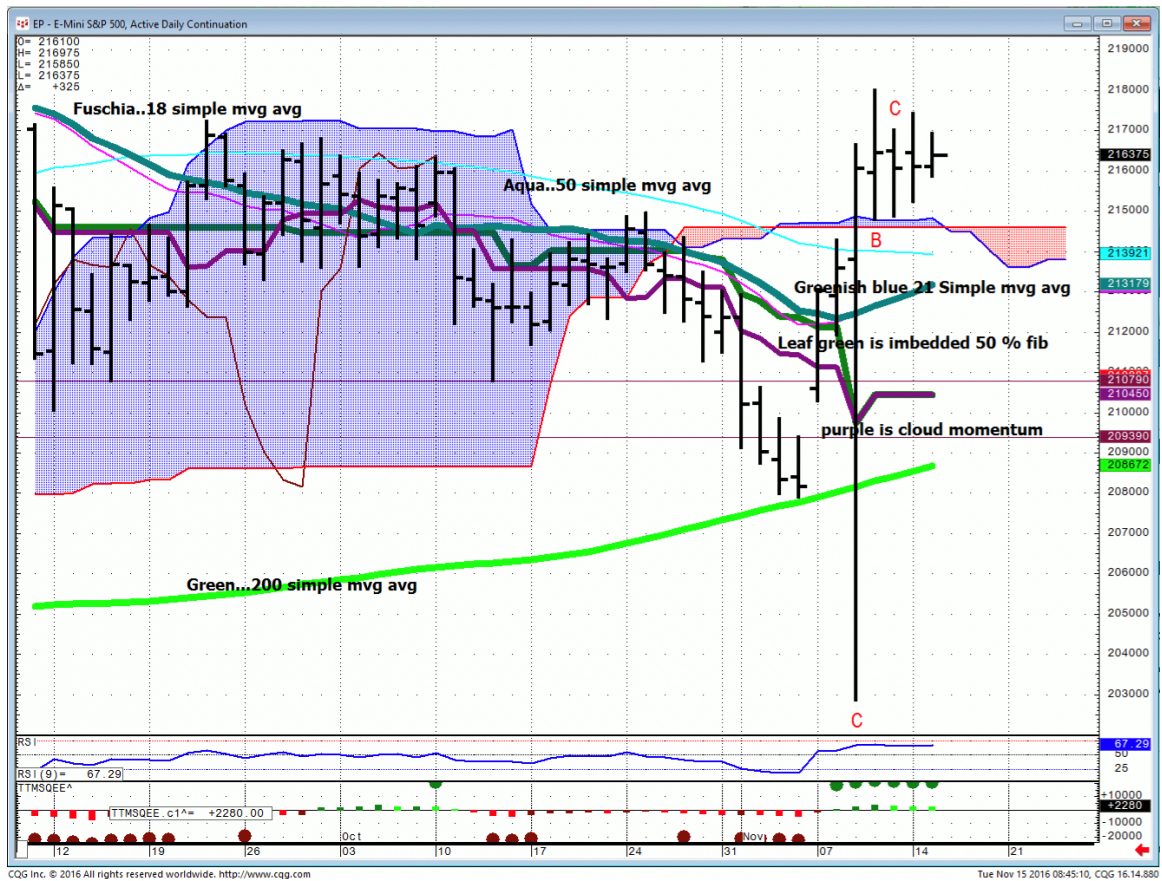 EP - E-Mini S&P 500, Active Daily Continuation
O= 216100
H= 216975
L= 215850
L= 216375
Δ= +325
Fuschia..18 simple mvg avg
Aqua..50 simple mvg avg
Greenish blue 21 Simple mvg avg
Leaf green is imbedded 50 % fib
purple is cloud momentum
Green...200 simple mvg avg
C
B
C
219000
218000
217000
216375
216000
215000
213921
213179
212000
210790
210450
210000
209390
209000
208672
208000
207000
206000
205000
204000
203000
RSI
RSI(9)= 67.29
67.29
50
25
TTMSQEE^
TTMSQEE.c1^= +2280.00
+10000
+2280
-10000
-20000
Oct
Nov
12
19
26
03
10
17
24
31
07
14
21
CQG Inc. © 2016 All rights reserved worldwide. http://www.cqg.com
Tue Nov 15 2016 08:45:10, CQG 16.14.880